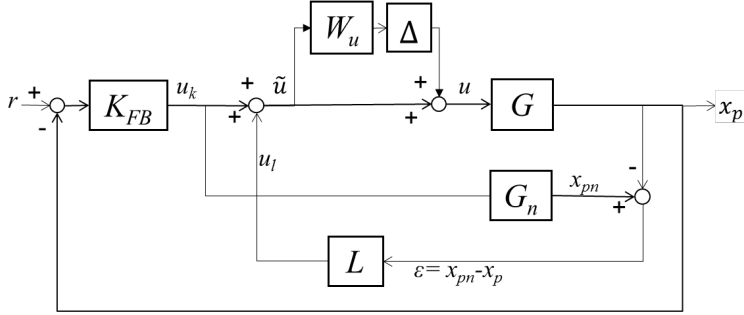 W_u
Δ
r + - K_FB u_k + + ũ + + u G x_p
u_l
G_n x_pn - +
L ε= x_pn-x_p